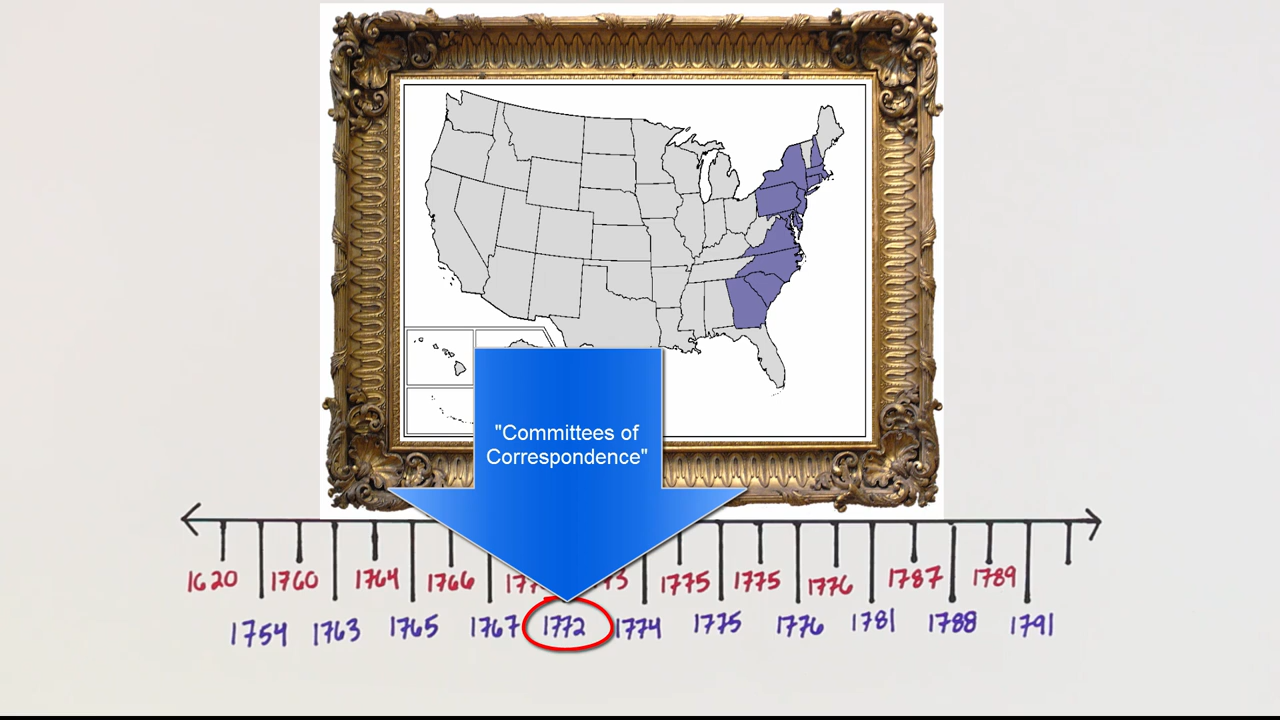 "Committees of
Correspondence"
1620 1760 1764 1766 1775 1775 1776 1787 1789
1754 1763 1765 1767 1772 1774 1775 1776 1781 1788 1791